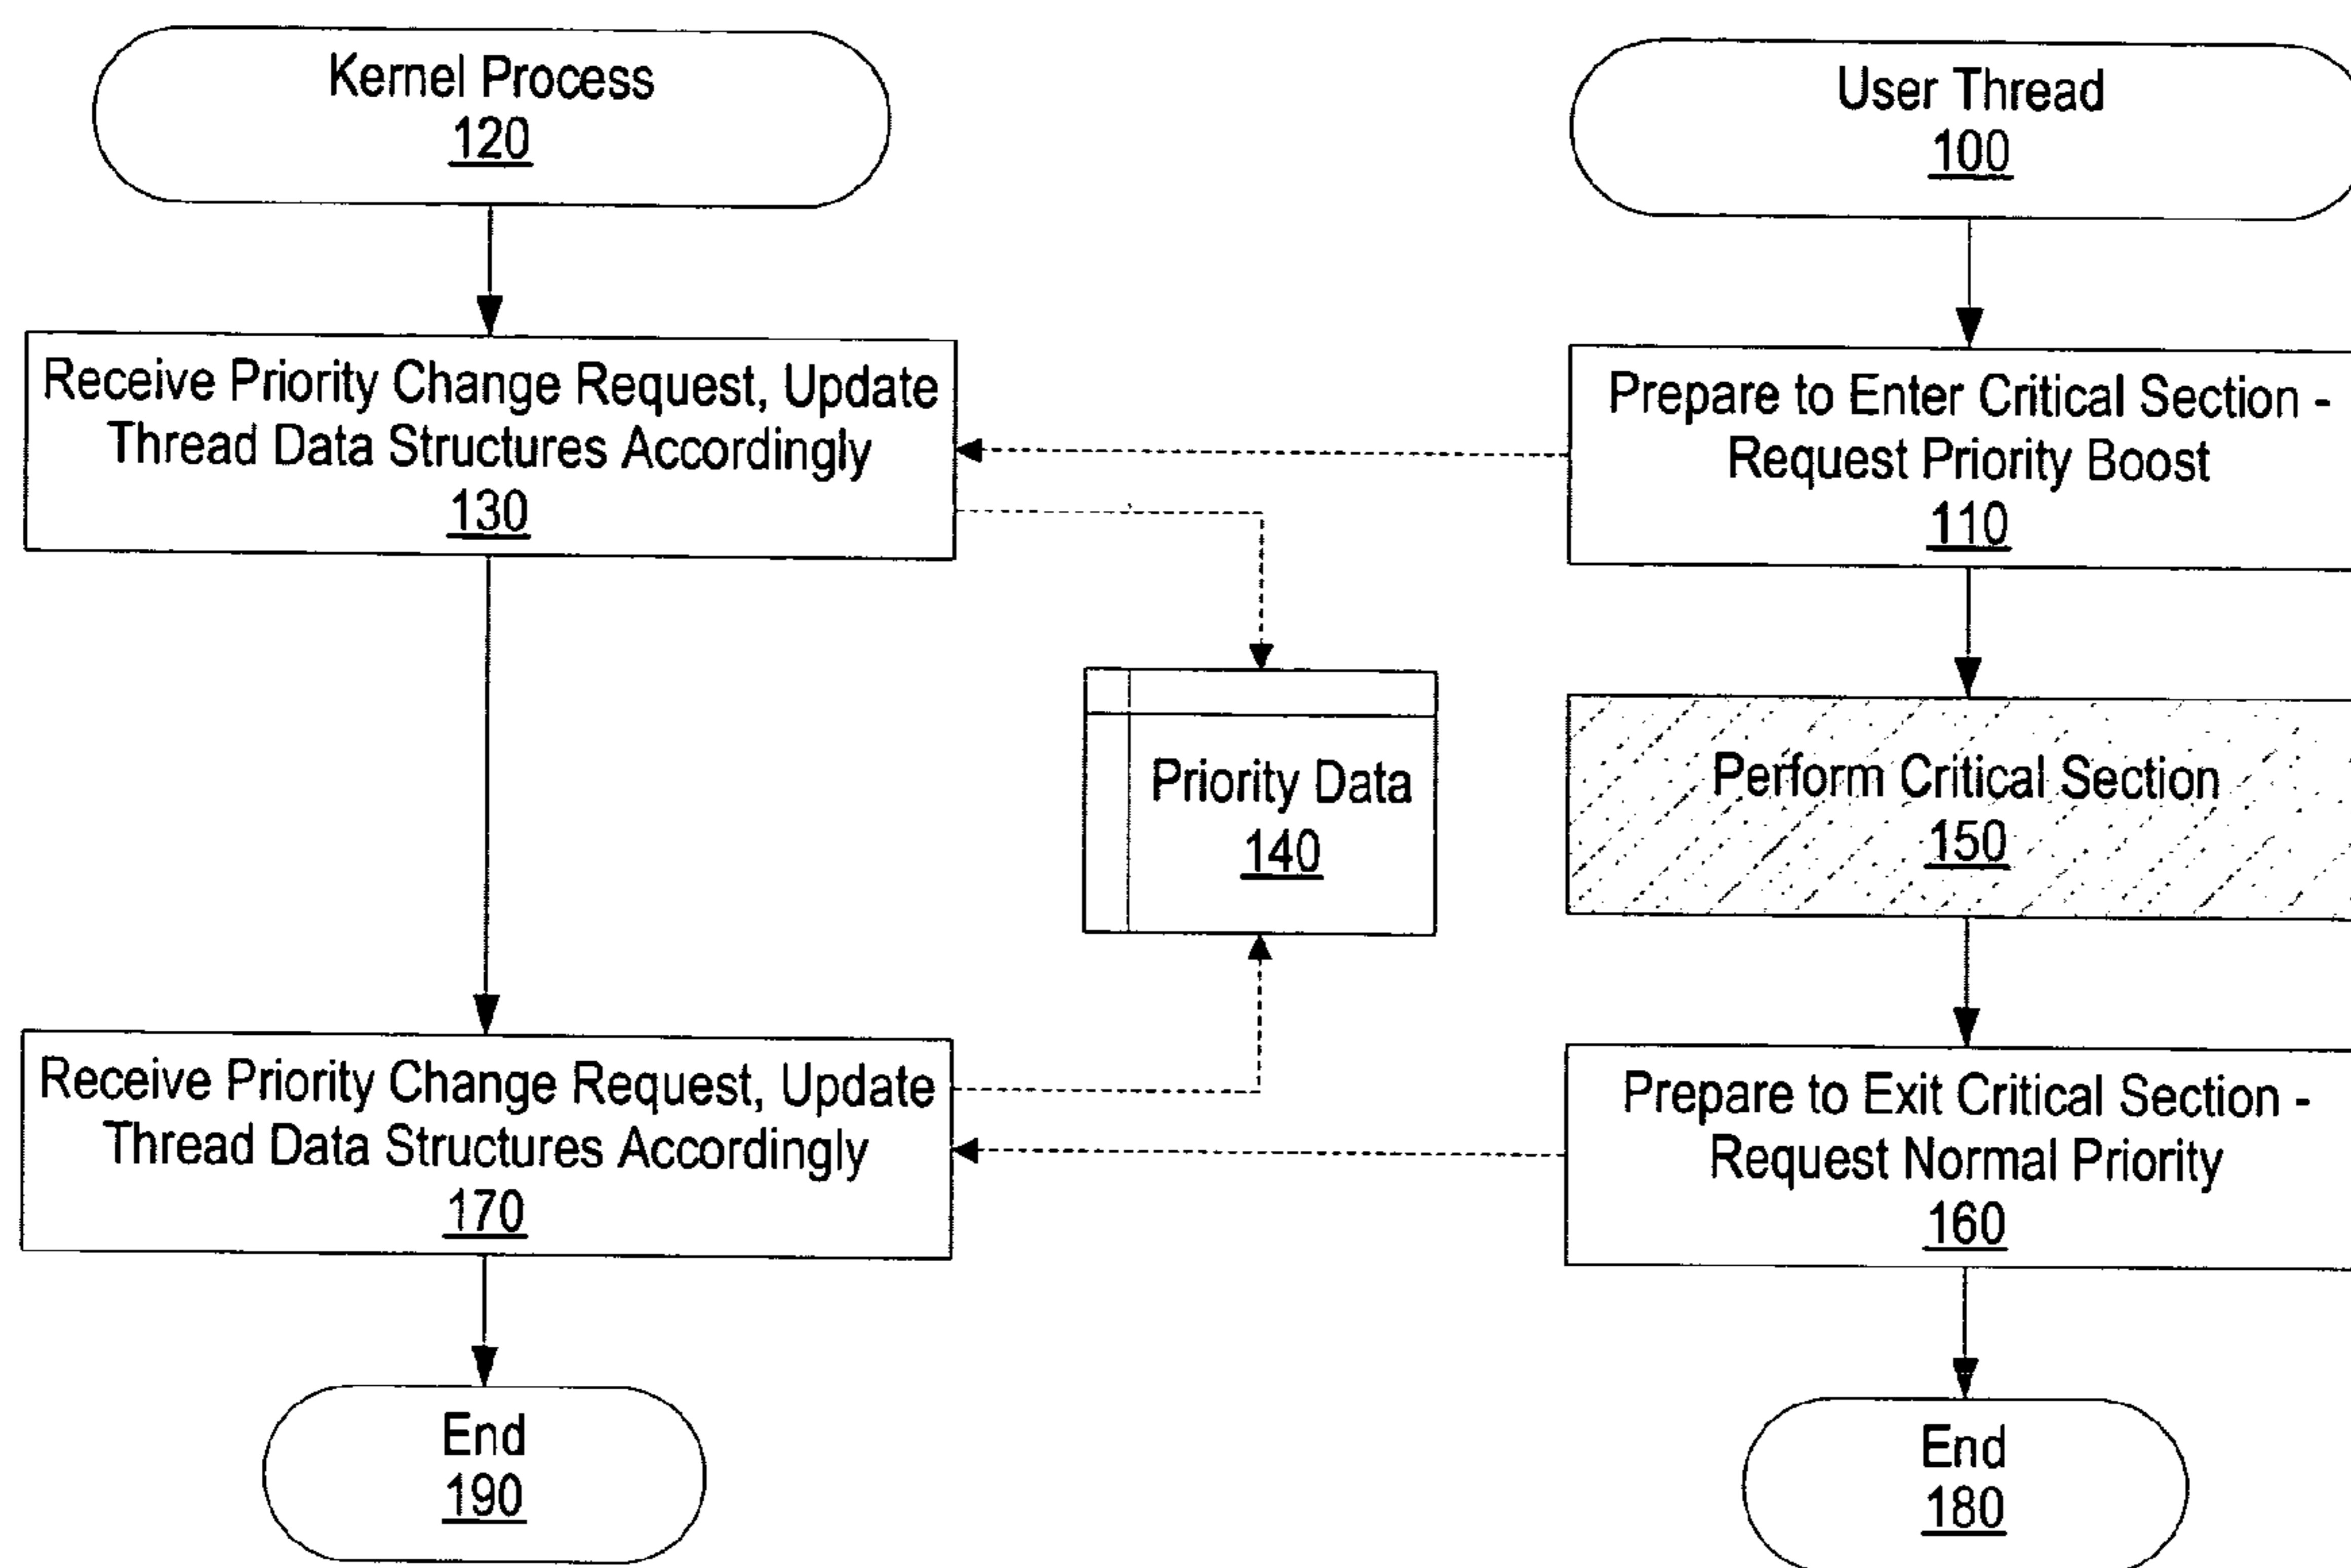 Kernel Process
120
User Thread
100
Receive Priority Change Request, Update
Thread Data Structures Accordingly
130
Prepare to Enter Critical Section -
Request Priority Boost
110
Priority Data
140
Perform Critical Section
150
Receive Priority Change Request, Update
Thread Data Structures Accordingly
170
Prepare to Exit Critical Section -
Request Normal Priority
160
End
190
End
180